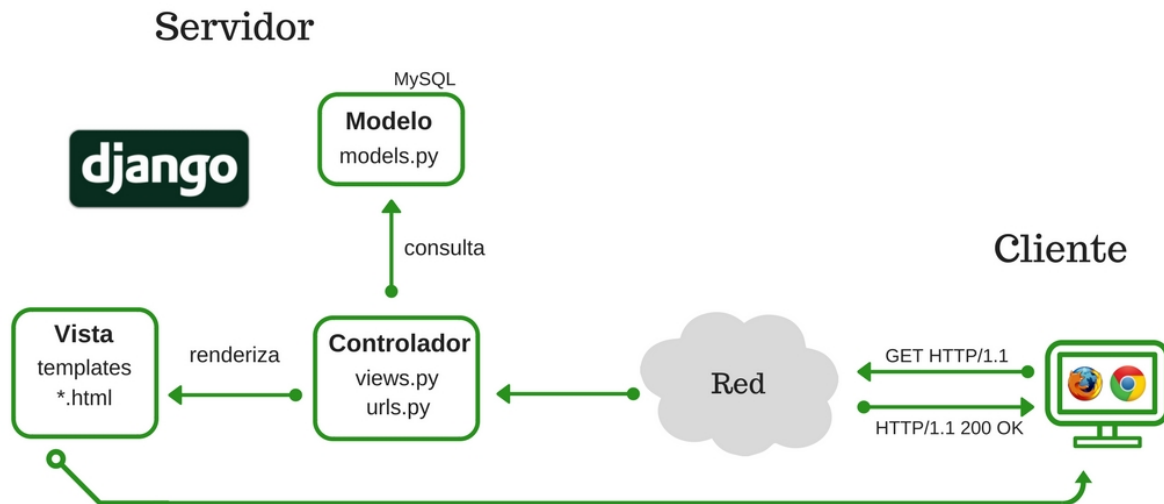 Servidor
MySQL
Modelo
models.py
django
consulta
Cliente
Vista
templates
*.html
renderiza
Controlador
views.py
urls.py
Red
GET HTTP/1.1
HTTP/1.1 200 OK